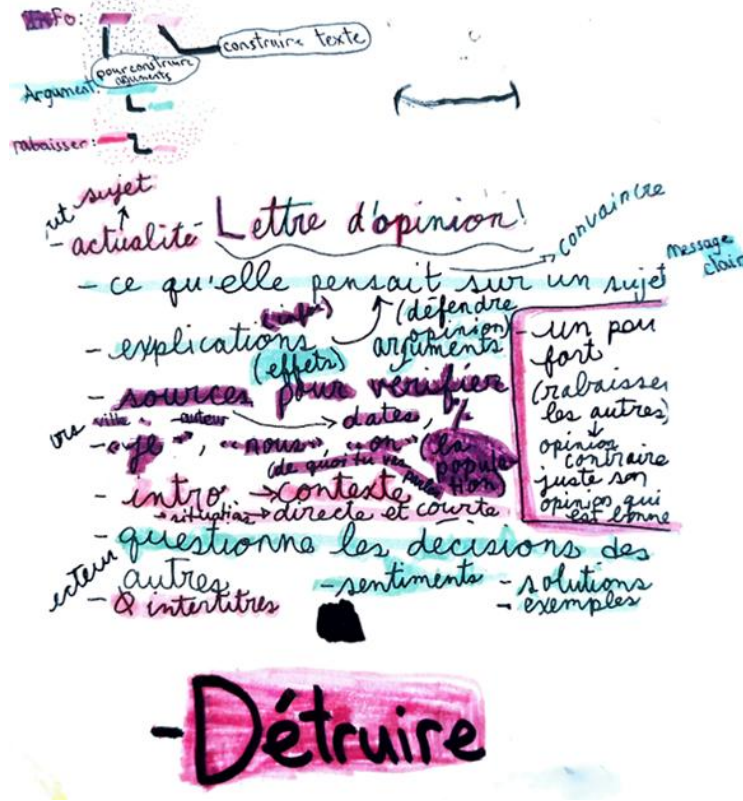 Info:
construire texte
pour construire
arguments
Argument:
rabaisser:
sujet
- actualité
Lettre d'opinion!
convaincre
message
clair
- ce qu'elle pensait sur un sujet
(info)
(défendre
opinion)
- explications
arguments
(effets)
- sources pour vérifier
ville auteur
dates,
- «je», «nous» «on» (la
population)
(de quoi tu vas
parler
- intro → contexte
- situation → directe et courte
- questionne les décisions des
autres
- sentiments
- solutions
- exemples
intertitres
- un peu
fort
(rabaisser
les autres)
opinion
contraire
juste son
opinion qui
est bonne
- Détruire